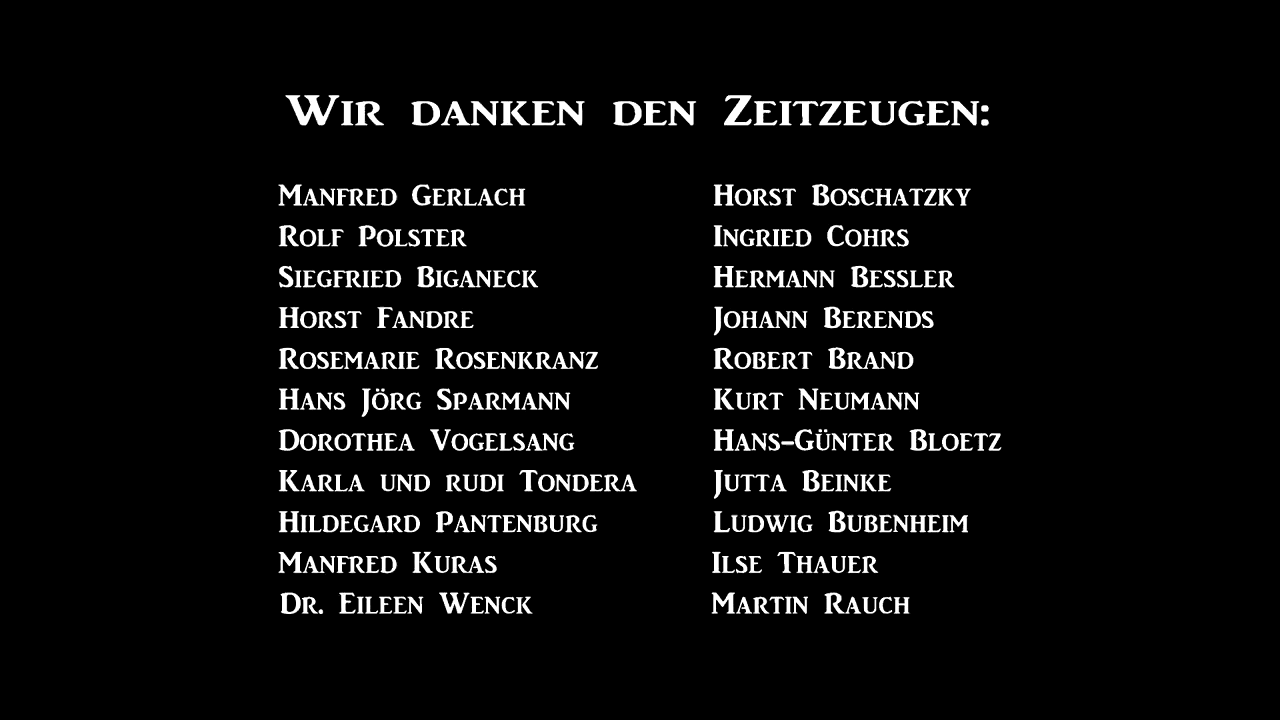 Wir danken den Zeitzeugen:
Manfred Gerlach
Rolf Polster
Siegfried Biganeck
Horst Fandre
Rosemarie Rosenkranz
Hans Jörg Sparmann
Dorothea Vogelsang
Karla und rudi Tondera
Hildegard Pantenburg
Manfred Kuras
Dr. Eileen Wenck
Horst Boschatzky
Ingried Cohrs
Hermann Bessler
Johann Berends
Robert Brand
Kurt Neumann
Hans-Günter Bloetz
Jutta Beinke
Ludwig Bubenheim
Ilse Thauer
Martin Rauch